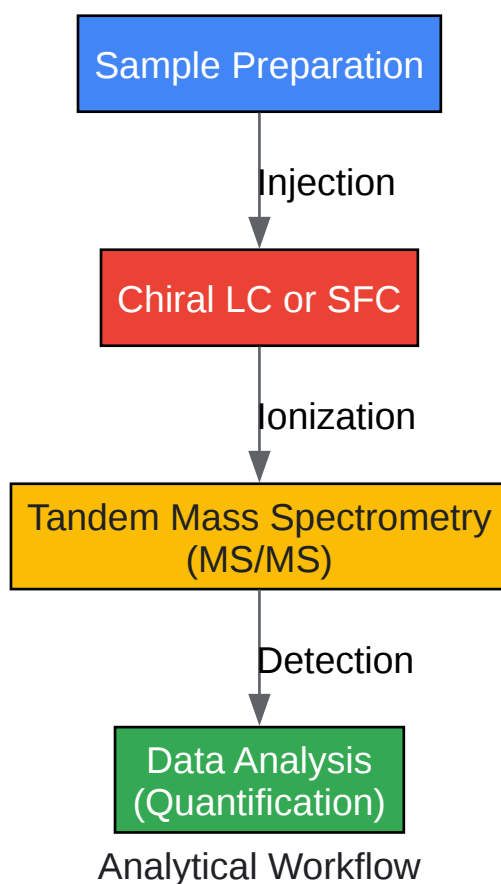 Sample Preparation
Injection
Chiral LC or SFC
Ionization
Tandem Mass Spectrometry
(MS/MS)
Detection
Data Analysis
(Quantification)
Analytical Workflow